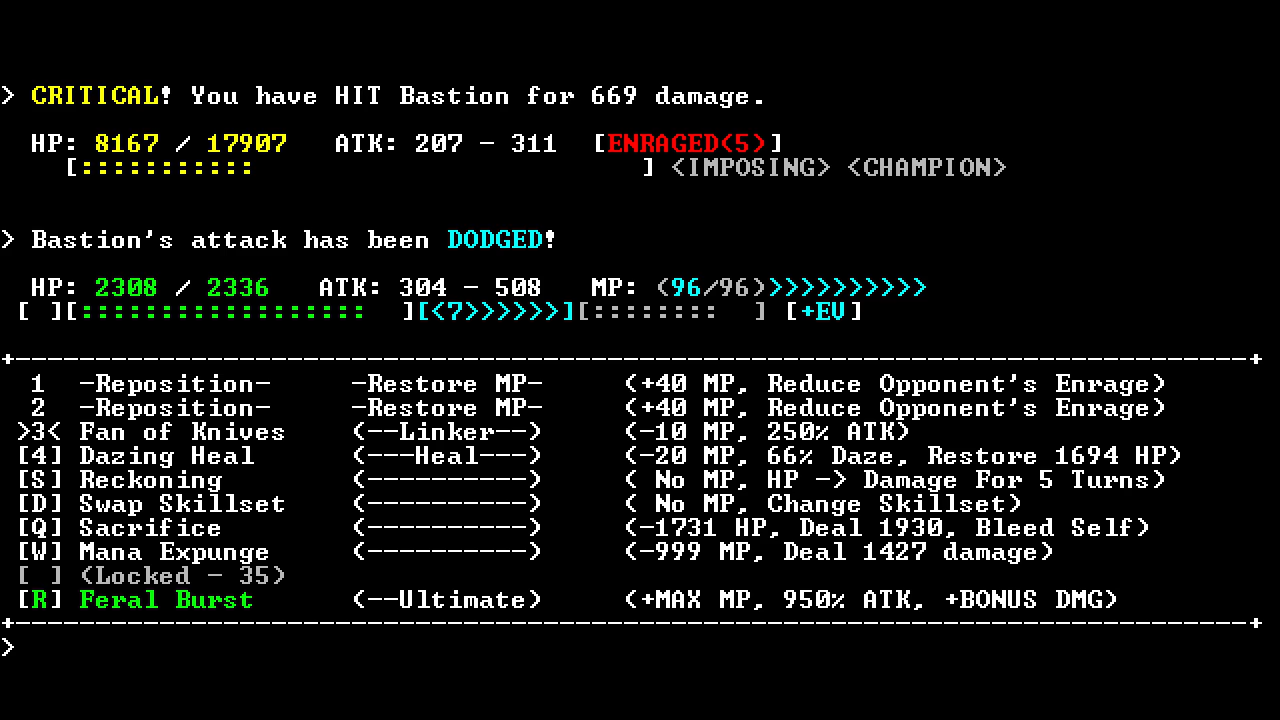 > CRITICAL! You have HIT Bastion for 669 damage.
HP: 8167 / 17907   ATK: 207 - 311  [ENRAGED(5)]
[:::::::::::                        ] <IMPOSING> <CHAMPION>
> Bastion's attack has been DODGED!
HP: 2308 / 2336   ATK: 304 - 508   MP: (96/96)>>>>>>>>>>
[ ][::::::::::::::::::  ][<7>>>>>>][::::::::  ] [+EV]
+-----------------------------------------------------------------------------+
1  -Reposition-     -Restore MP-     (+40 MP, Reduce Opponent's Enrage)
2  -Reposition-     -Restore MP-     (+40 MP, Reduce Opponent's Enrage)
>3< Fan of Knives    (--Linker--)     (-10 MP, 250% ATK)
[4] Dazing Heal      (---Heal---)     (-20 MP, 66% Daze, Restore 1694 HP)
[S] Reckoning        (----------)     ( No MP, HP -> Damage For 5 Turns)
[D] Swap Skillset    (----------)     ( No MP, Change Skillset)
[Q] Sacrifice        (----------)     (-1731 HP, Deal 1930, Bleed Self)
[W] Mana Expunge     (----------)     (-999 MP, Deal 1427 damage)
[ ] (Locked - 35)
[R] Feral Burst      (--Ultimate)     (+MAX MP, 950% ATK, +BONUS DMG)
+-----------------------------------------------------------------------------+
>